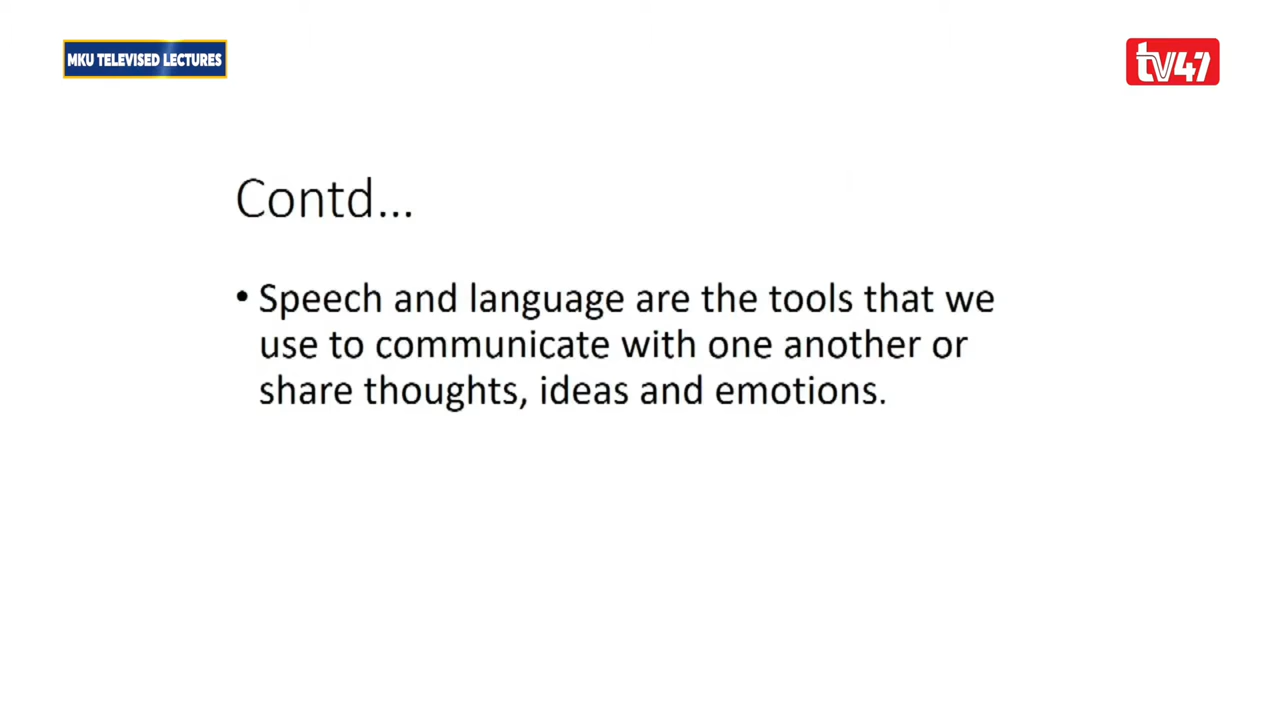 MKU TELEVISED LECTURES
tv47
Contd...
• Speech and language are the tools that we
use to communicate with one another or
share thoughts, ideas and emotions.